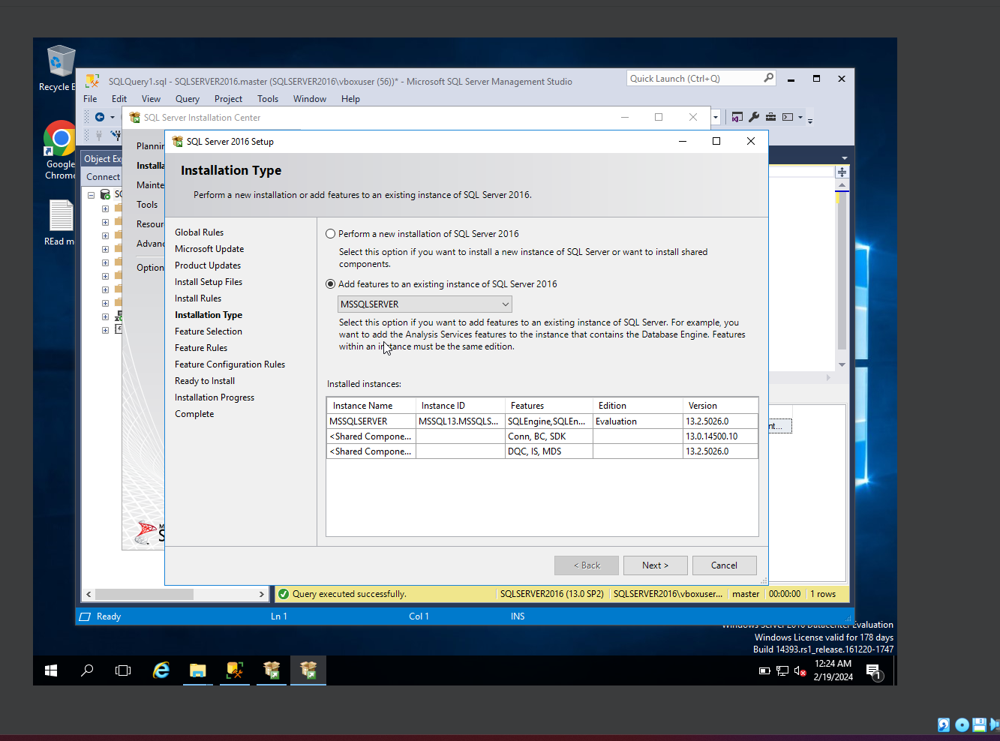 Recycle B
SQLQuery1.sql - SQLSERVER2016.master (SQLSERVER2016\vboxuser (56))* - Microsoft SQL Server Management Studio
Quick Launch (Ctrl+Q)
File Edit View Query Project Tools Window Help
SQL Server Installation Center
Google
Chrome
REad m
Object Ex
Connect
Plannin
Installa
Mainte
Tools
Resour
Advanc
Option
SQL Server 2016 Setup
Installation Type
Perform a new installation or add features to an existing instance of SQL Server 2016.
Global Rules
Microsoft Update
Product Updates
Install Setup Files
Install Rules
Installation Type
Feature Selection
Feature Rules
Feature Configuration Rules
Ready to Install
Installation Progress
Complete
Perform a new installation of SQL Server 2016
Select this option if you want to install a new instance of SQL Server or want to install shared
components.
Add features to an existing instance of SQL Server 2016
MSSQLSERVER
Select this option if you want to add features to an existing instance of SQL Server. For example, you
want to add the Analysis Services features to the instance that contains the Database Engine. Features
within an instance must be the same edition.
Installed instances:
Instance Name Instance ID Features Edition Version
MSSQLSERVER MSSQL13.MSSQLS... SQLEngine,SQLEn... Evaluation 13.2.5026.0
<Shared Compone... Conn, BC, SDK 13.0.14500.10
<Shared Compone... DQC, IS, MDS 13.2.5026.0
nt...
< Back Next > Cancel
Query executed successfully. SQLSERVER2016 (13.0 SP2) SQLSERVER2016\vboxuser... master 00:00:00 1 rows
Ready Ln 1 Col 1 INS
Windows Server 2016 Datacenter Evaluation
Windows License valid for 178 days
Build 14393.rs1_release.161220-1747
12:24 AM
2/19/2024
1